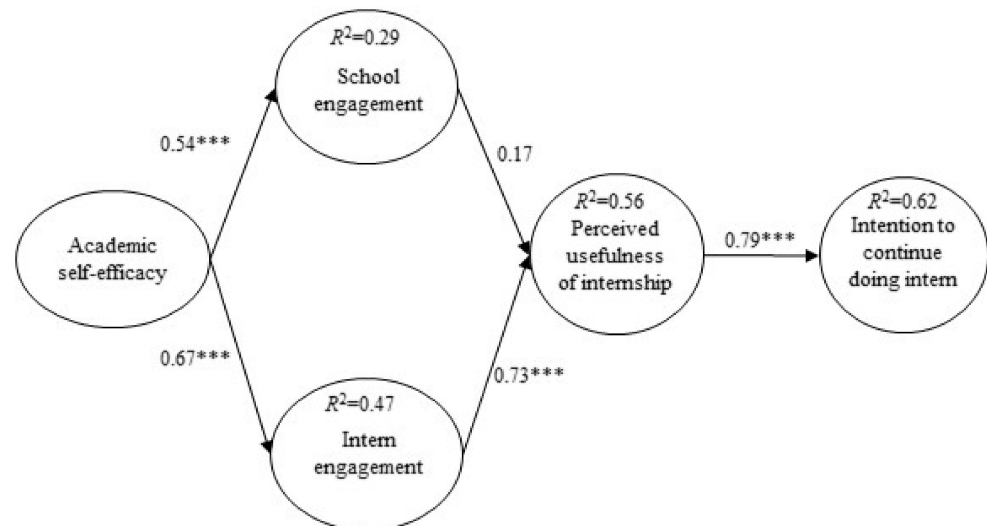 R²=0.29
School
engagement
0.54***
0.17
Academic
self-efficacy
R²=0.56
Perceived
usefulness
of internship
0.79***
R²=0.62
Intention to
continue
doing intern
0.67***
0.73***
R²=0.47
Intern
engagement